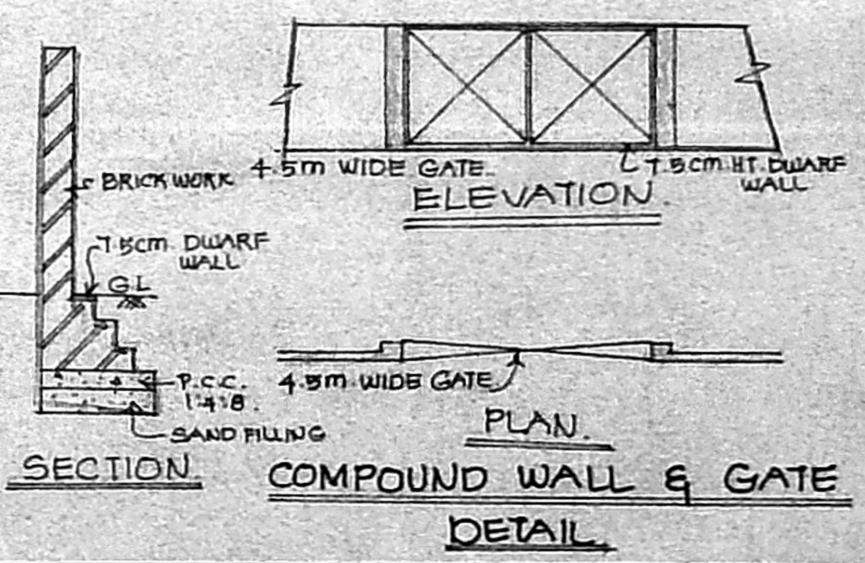 BRICK WORK
7.5cm DWARF
WALL
G.L
P.C.C.
1:4:8.
SAND FILLING
SECTION
4.5m WIDE GATE.
7.5cm HT. DWARF
WALL
ELEVATION.
4.5m WIDE GATE
PLAN.
COMPOUND WALL & GATE
DETAIL.